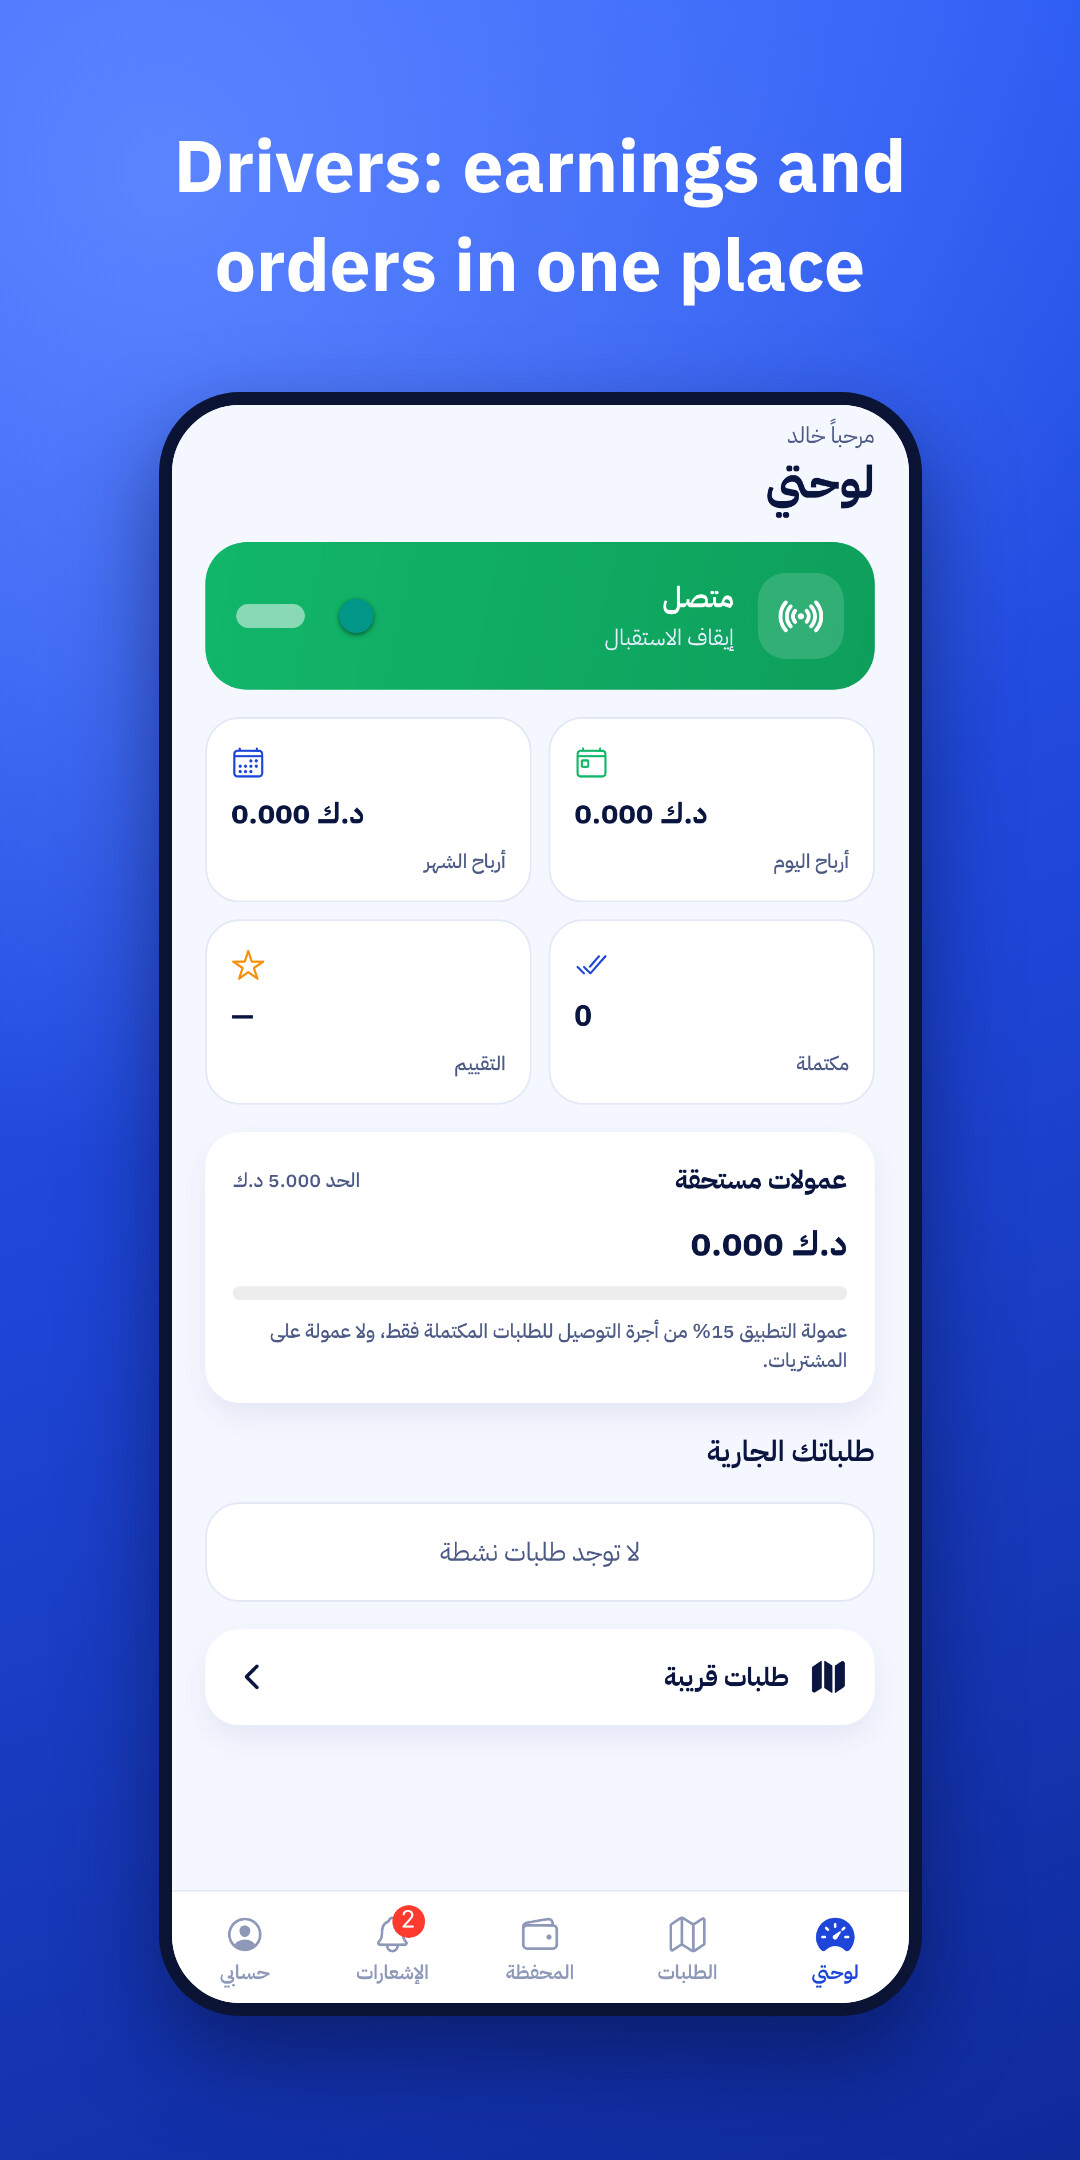 Drivers: earnings and
orders in one place
مرحباً خالد
لوحتي
متصل
إيقاف الاستقبال
0.000 د.ك
أرباح اليوم
0.000 د.ك
أرباح الشهر
0
مكتملة
—
التقييم
عمولات مستحقة
الحد 5.000 د.ك
0.000 د.ك
عمولة التطبيق 15% من أجرة التوصيل للطلبات المكتملة فقط، ولا عمولة على
المشتريات.
طلباتك الجارية
لا توجد طلبات نشطة
طلبات قريبة
لوحتي
الطلبات
المحفظة
2
الإشعارات
حسابي